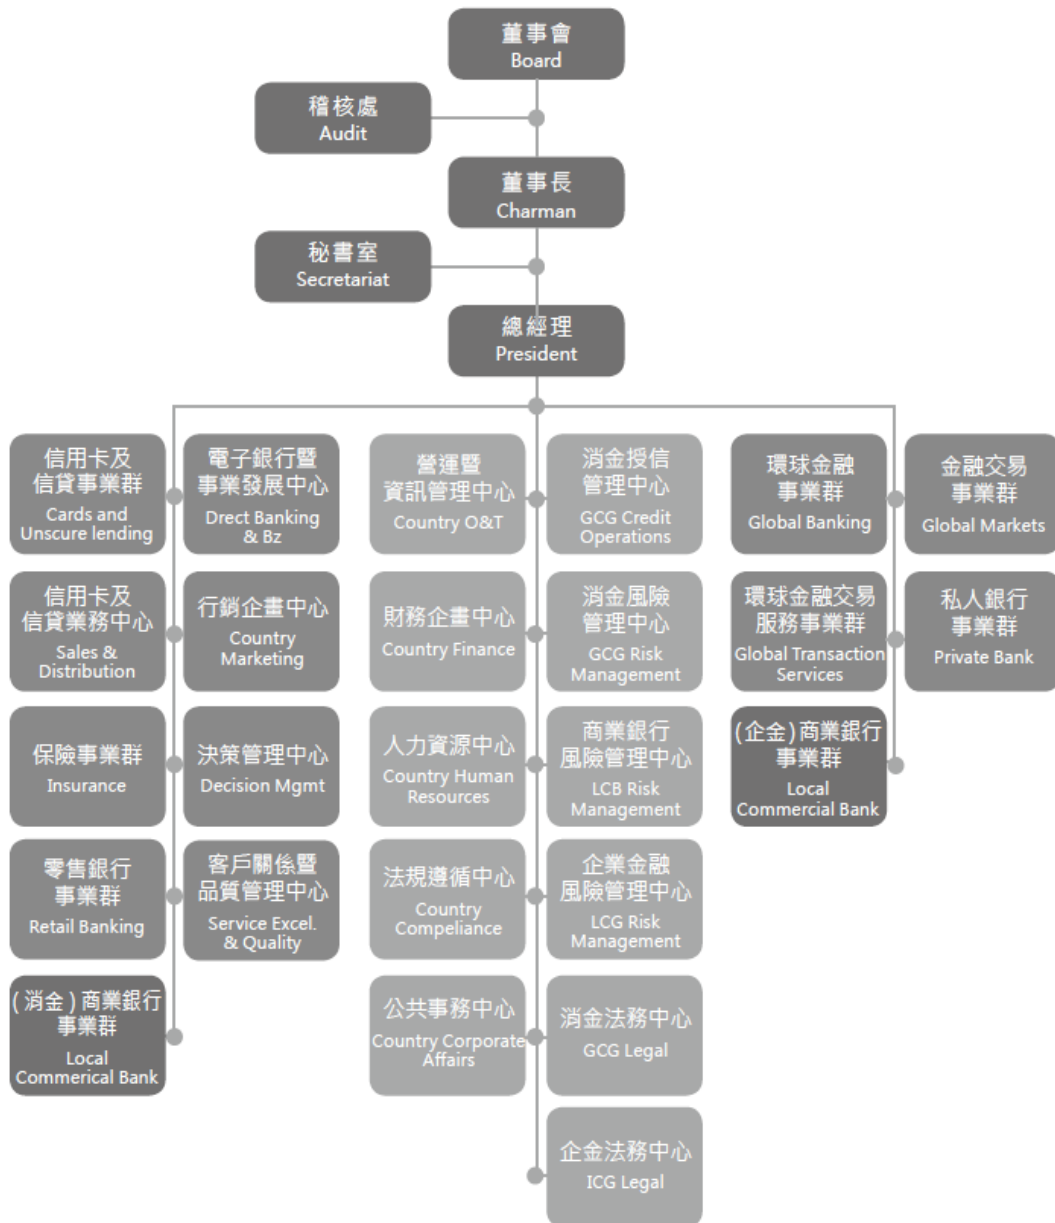 董事會
Board
稽核處
Audit
董事長
Charman
秘書室
Secretariat
總經理
President
信用卡及
信貸事業群
Cards and
Unscure lending
電子銀行暨
事業發展中心
Drect Banking
& Bz
信用卡及
信貸業務中心
Sales &
Distribution
行銷企畫中心
Country
Marketing
保險事業群
Insurance
決策管理中心
Decision Mgmt
零售銀行
事業群
Retail Banking
客戶關係暨
品質管理中心
Service Excel.
& Quality
(消金)商業銀行
事業群
Local
Commerical Bank
營運暨
資訊管理中心
Country O&T
消金授信
管理中心
GCG Credit
Operations
財務企畫中心
Country Finance
消金風險
管理中心
GCR Risk
Management
人力資源中心
Country Human
Resources
商業銀行
風險管理中心
LCB Risk
Management
法規遵循中心
Country
Compeliance
企業金融
風險管理中心
LCG Risk
Management
公共事務中心
Country Corporate
Affairs
消金法務中心
GCG Legal
企金法務中心
ICG Legal
環球金融
事業群
Global Banking
金融交易
事業群
Global Markets
環球金融交易
服務事業群
Global Transaction
Services
私人銀行
事業群
Private Bank
(企金)商業銀行
事業群
Local
Commercial Bank